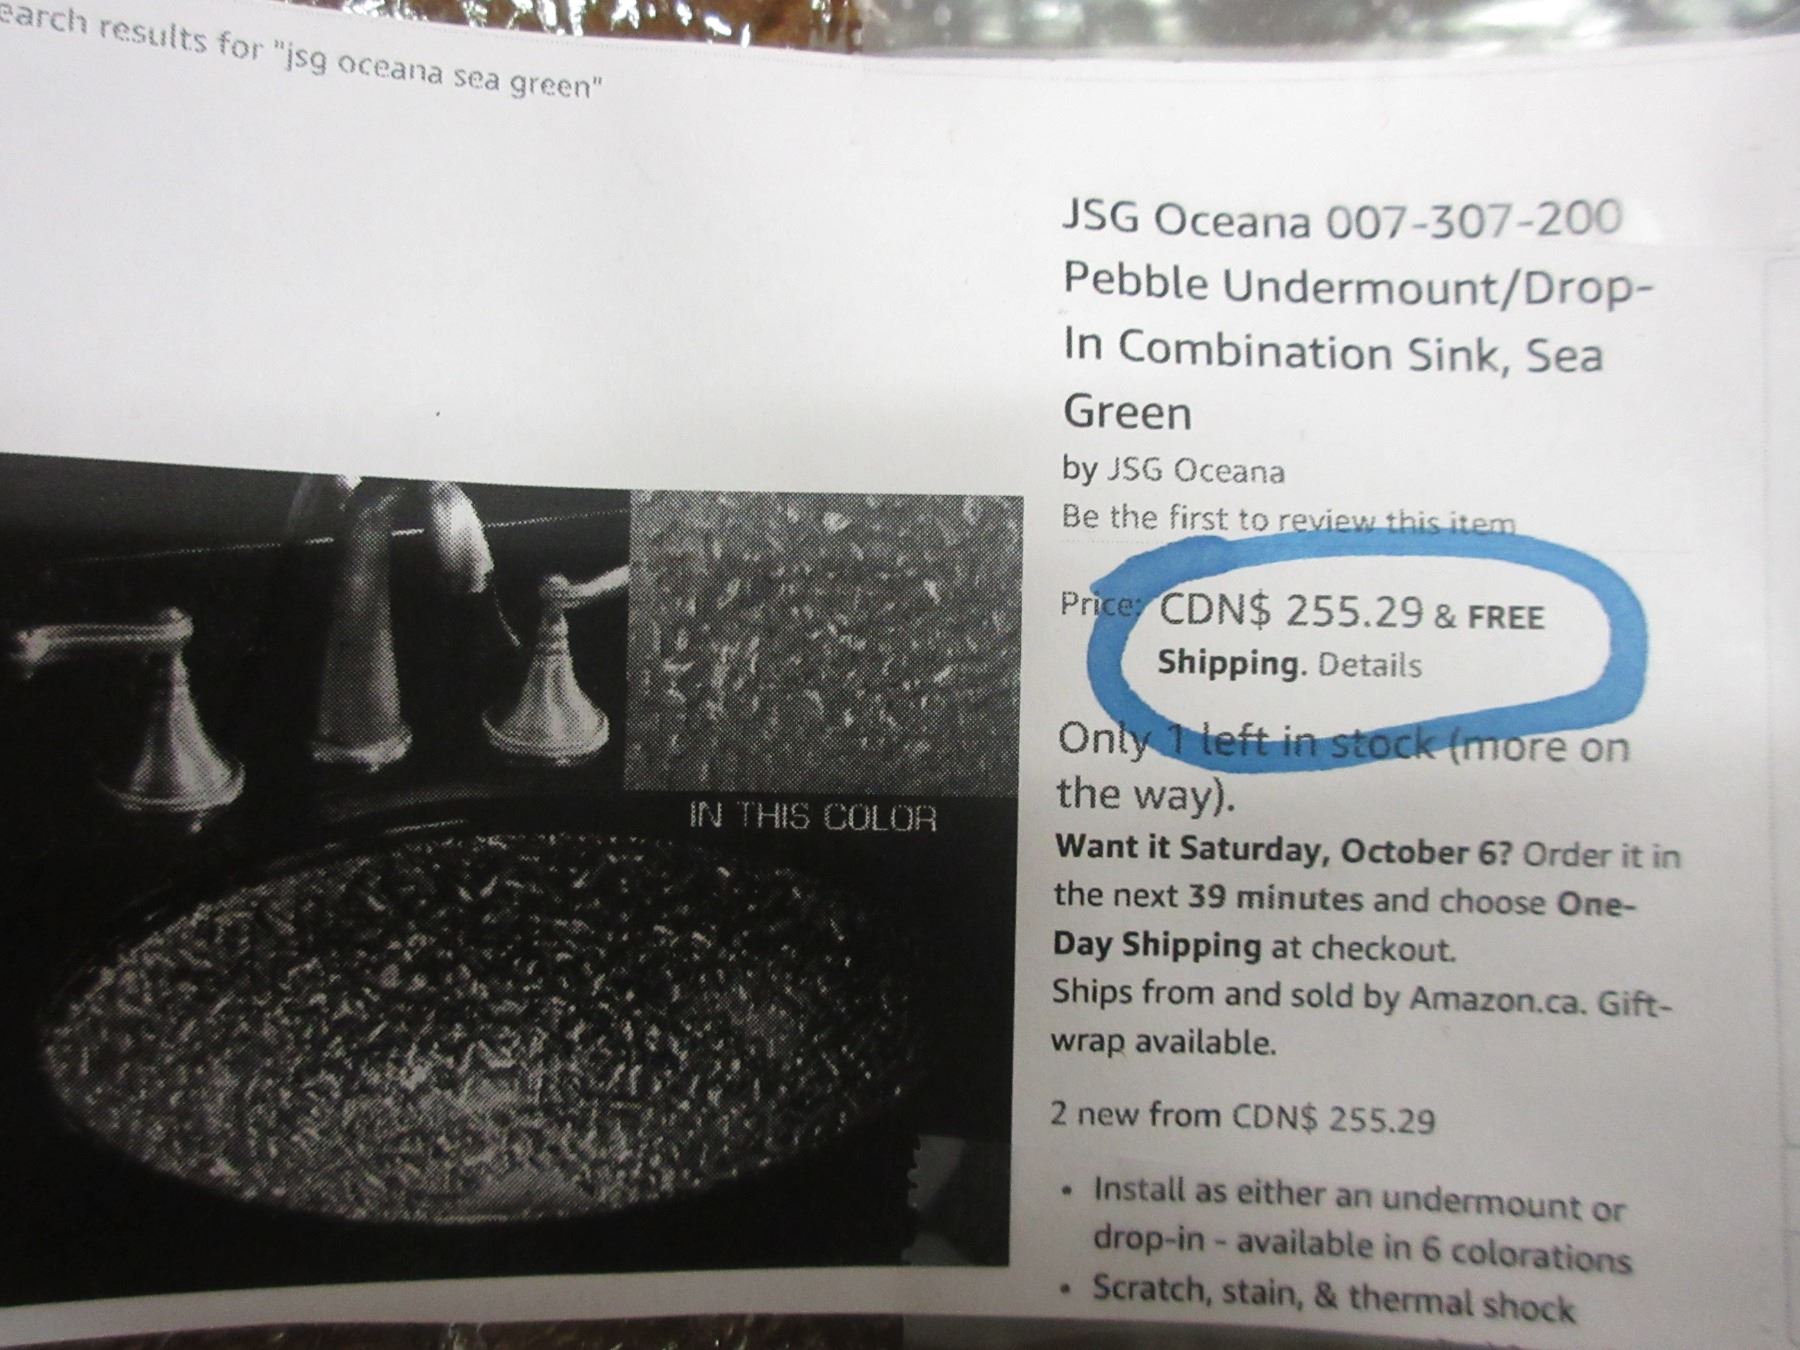 earch results for "jsg oceana sea green"
JSG Oceana 007-307-200
Pebble Undermount/Drop-
In Combination Sink, Sea
Green
by JSG Oceana
Be the first to review this item
Price: CDN$ 255.29 & FREE
Shipping. Details
Only 1 left in stock (more on
the way).
Want it Saturday, October 6? Order it in
the next 39 minutes and choose One-
Day Shipping at checkout.
Ships from and sold by Amazon.ca. Gift-
wrap available.
2 new from CDN$ 255.29
• Install as either an undermount or
drop-in - available in 6 colorations
• Scratch, stain, & thermal shock
IN THIS COLOR